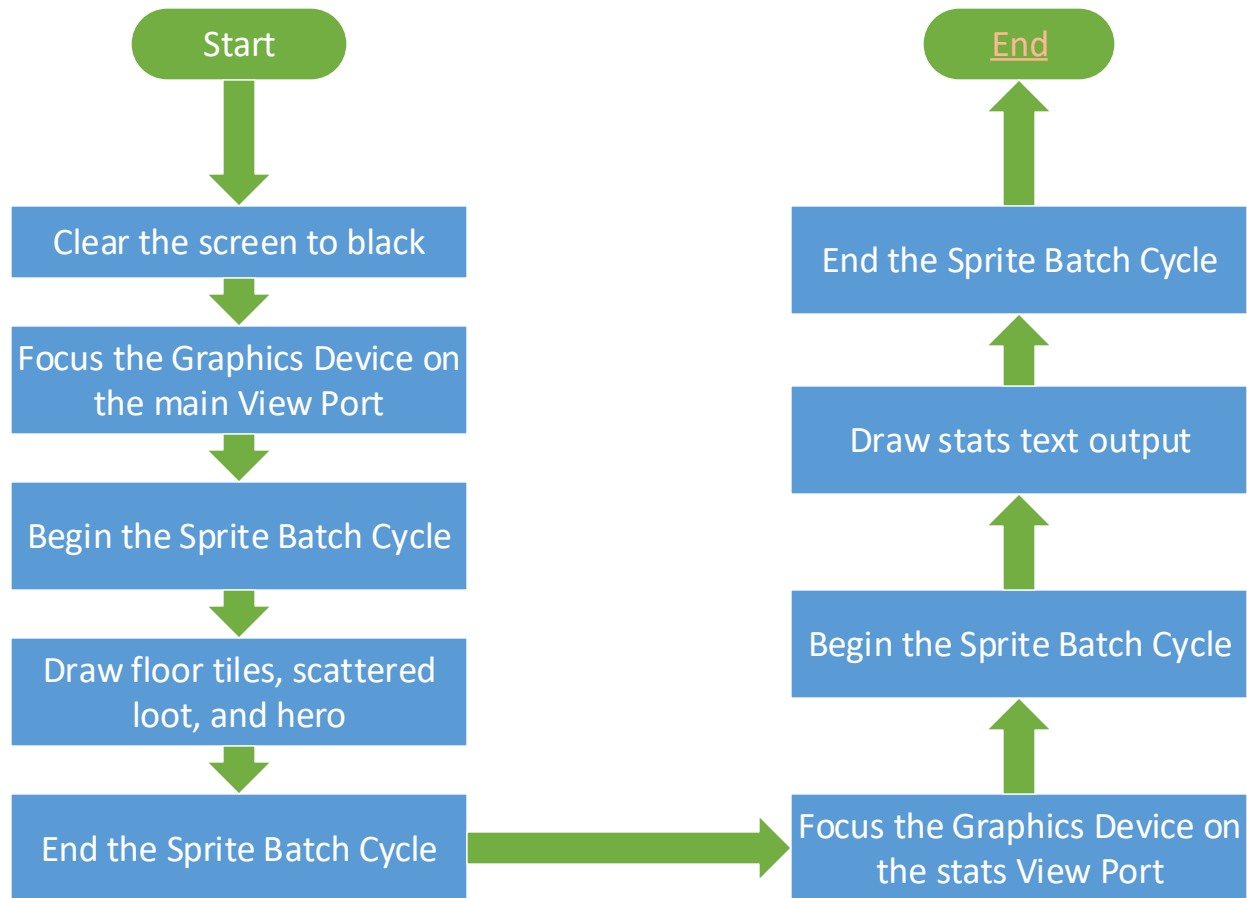 Start
Clear the screen to black
Focus the Graphics Device on
the main View Port
Begin the Sprite Batch Cycle
Draw floor tiles, scattered
loot, and hero
End the Sprite Batch Cycle
Focus the Graphics Device on
the stats View Port
Begin the Sprite Batch Cycle
Draw stats text output
End the Sprite Batch Cycle
End